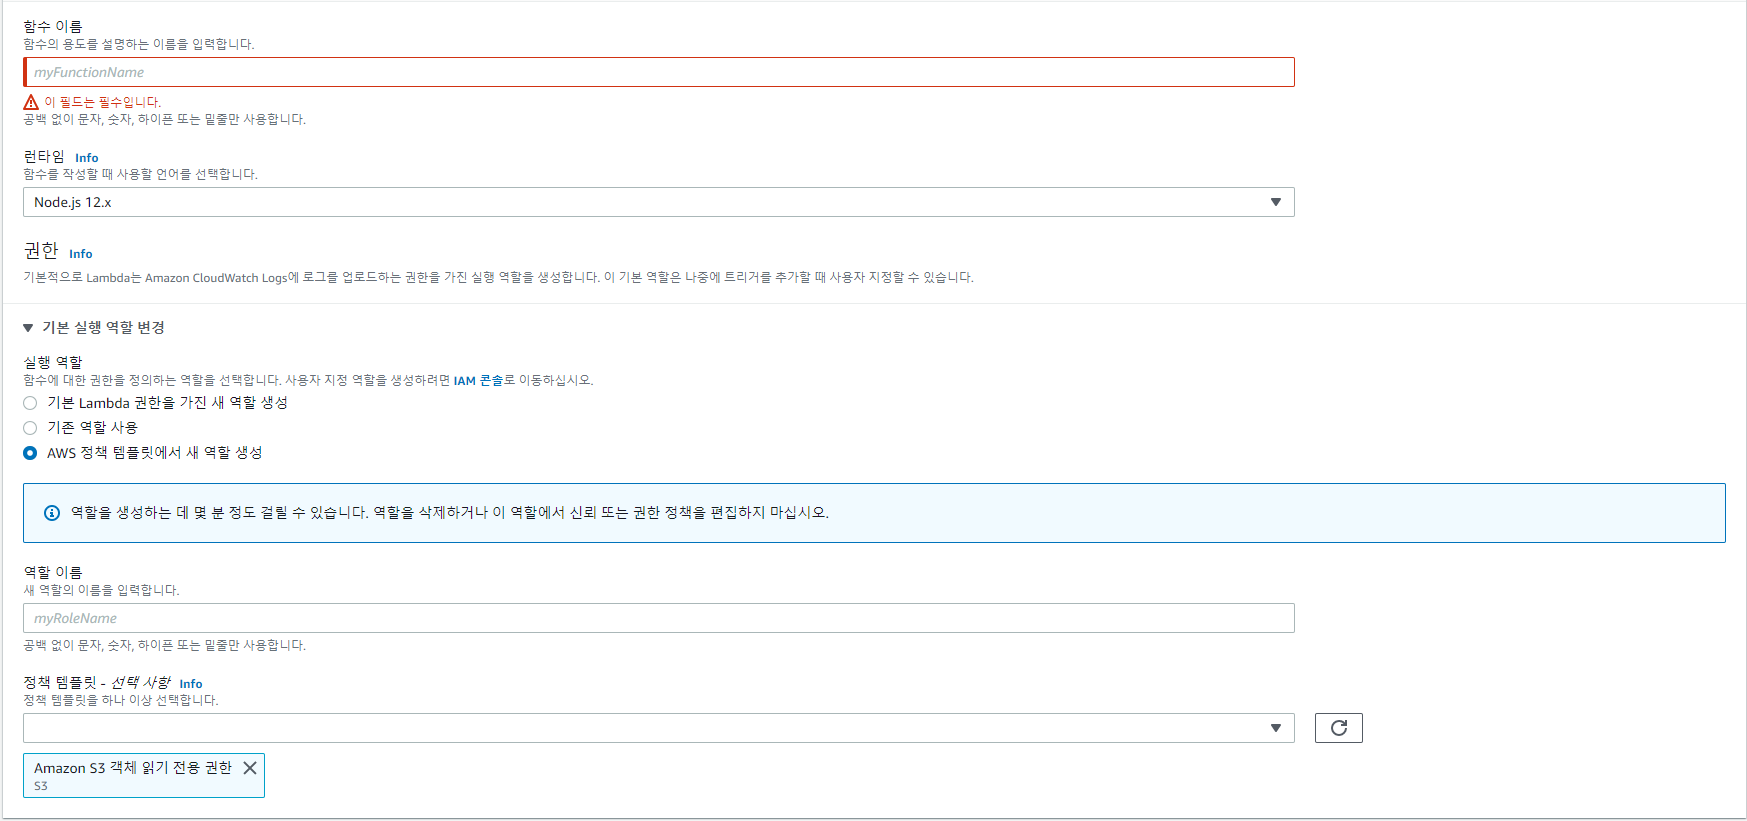 함수 이름
함수의 용도를 설명하는 이름을 입력합니다.
myFunctionName
이 필드는 필수입니다.
공백 없이 문자, 숫자, 하이픈 또는 밑줄만 사용합니다.
런타임 Info
함수를 작성할 때 사용할 언어를 선택합니다.
Node.js 12.x
권한 Info
기본적으로 Lambda는 Amazon CloudWatch Logs에 로그를 업로드하는 권한을 가진 실행 역할을 생성합니다. 이 기본 역할은 나중에 트리거를 추가할 때 사용자 지정할 수 있습니다.
기본 실행 역할 변경
실행 역할
함수에 대한 권한을 정의하는 역할을 선택합니다. 사용자 지정 역할을 생성하려면 IAM 콘솔로 이동하십시오.
기본 Lambda 권한을 가진 새 역할 생성
기존 역할 사용
AWS 정책 템플릿에서 새 역할 생성
역할을 생성하는 데 몇 분 정도 걸릴 수 있습니다. 역할을 삭제하거나 이 역할에서 신뢰 또는 권한 정책을 편집하지 마십시오.
역할 이름
새 역할의 이름을 입력합니다.
myRoleName
공백 없이 문자, 숫자, 하이픈 또는 밑줄만 사용합니다.
정책 템플릿 - 선택 사항 Info
정책 템플릿을 하나 이상 선택합니다.
Amazon S3 객체 읽기 전용 권한
S3